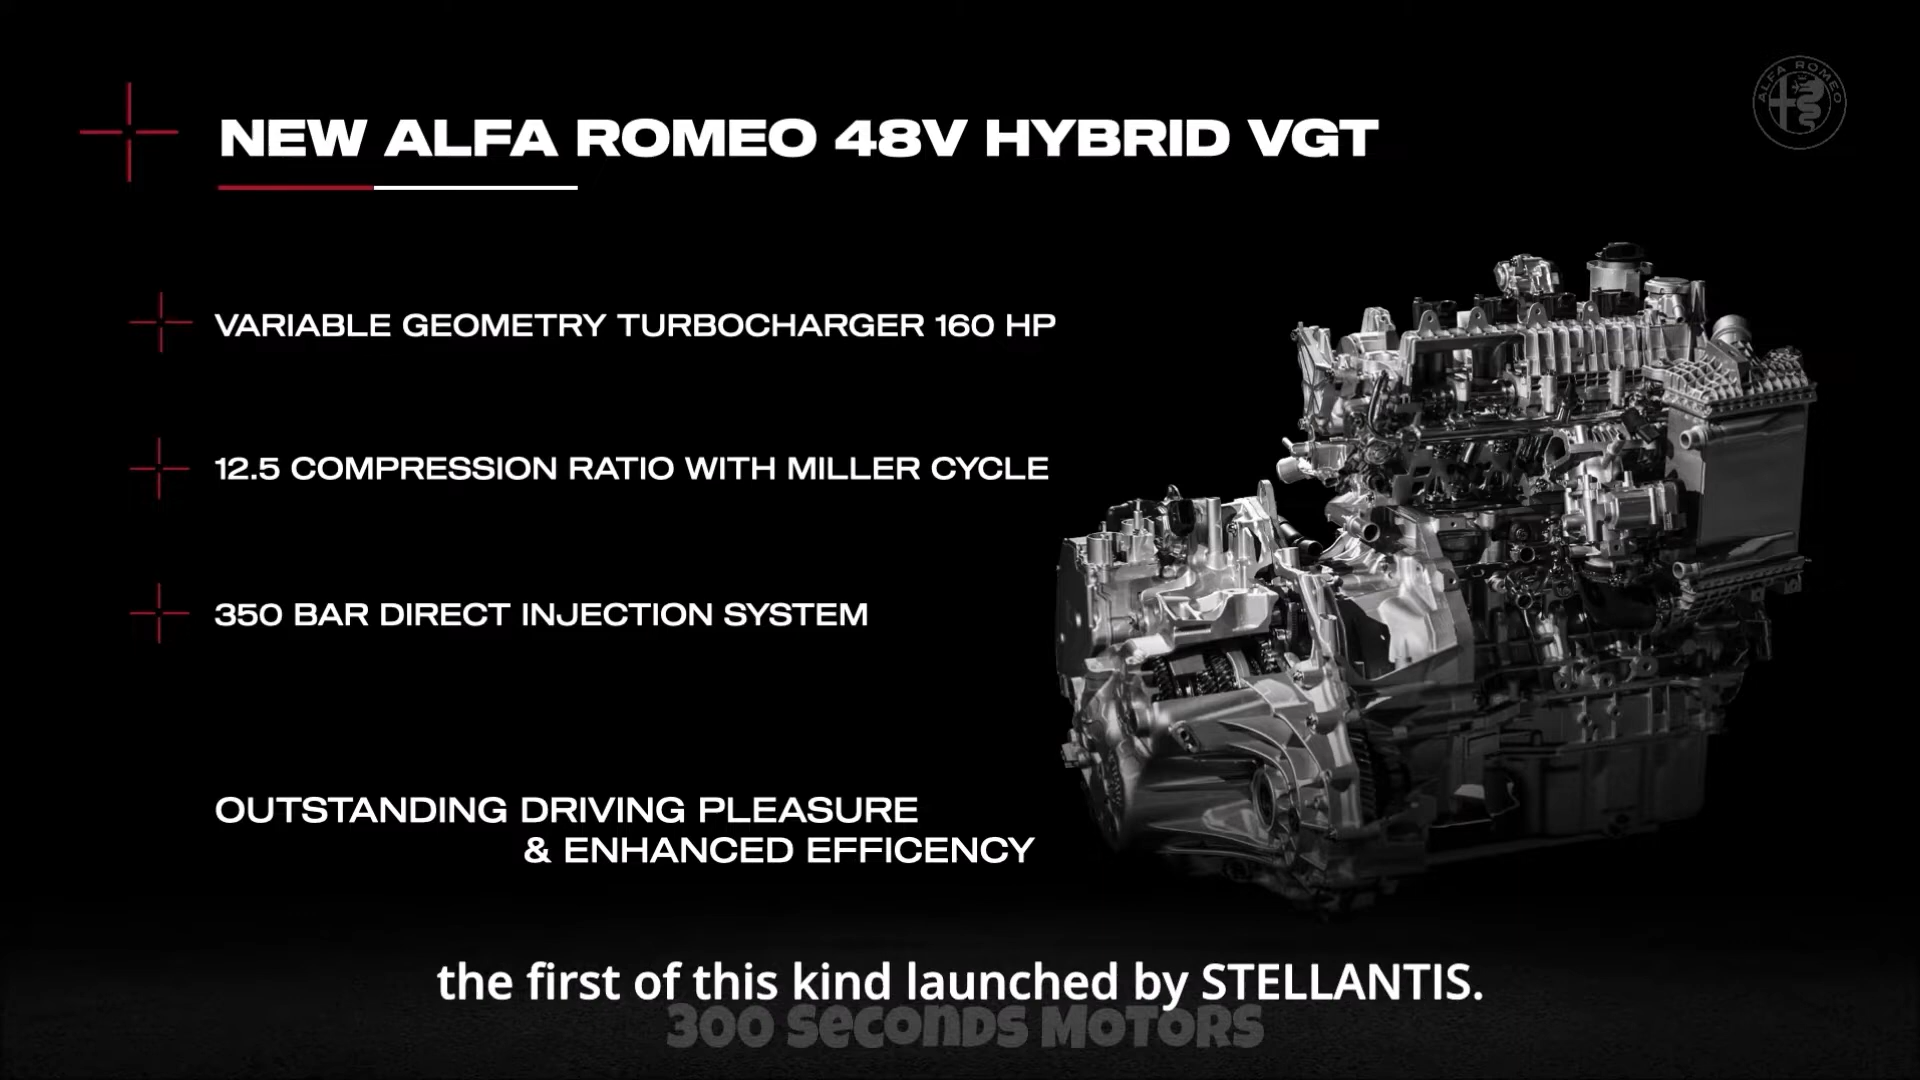 ALFA ROMEO
NEW ALFA ROMEO 48V HYBRID VGT
VARIABLE GEOMETRY TURBOCHARGER 160 HP
12.5 COMPRESSION RATIO WITH MILLER CYCLE
350 BAR DIRECT INJECTION SYSTEM
OUTSTANDING DRIVING PLEASURE
& ENHANCED EFFICENCY
the first of this kind launched by STELLANTIS.
300 Seconds Motors